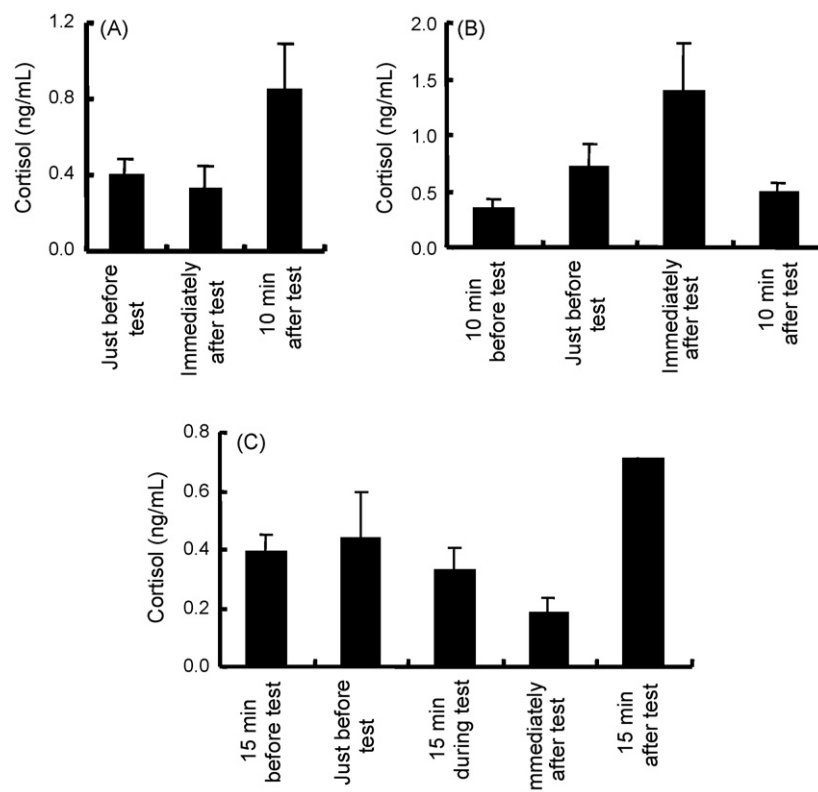 (A)
Cortisol (ng/mL)
1.2
0.8
0.4
0.0
Just before
test
Immediately
after test
10 min
after test
(B)
Cortisol (ng/mL)
2.0
1.5
1.0
0.5
0.0
10 min
before test
Just before
test
Immediately
after test
10 min
after test
(C)
Cortisol (ng/mL)
0.8
0.6
0.4
0.2
0.0
15 min
before test
Just before
test
15 min
during test
mmediately
after test
15 min
after test